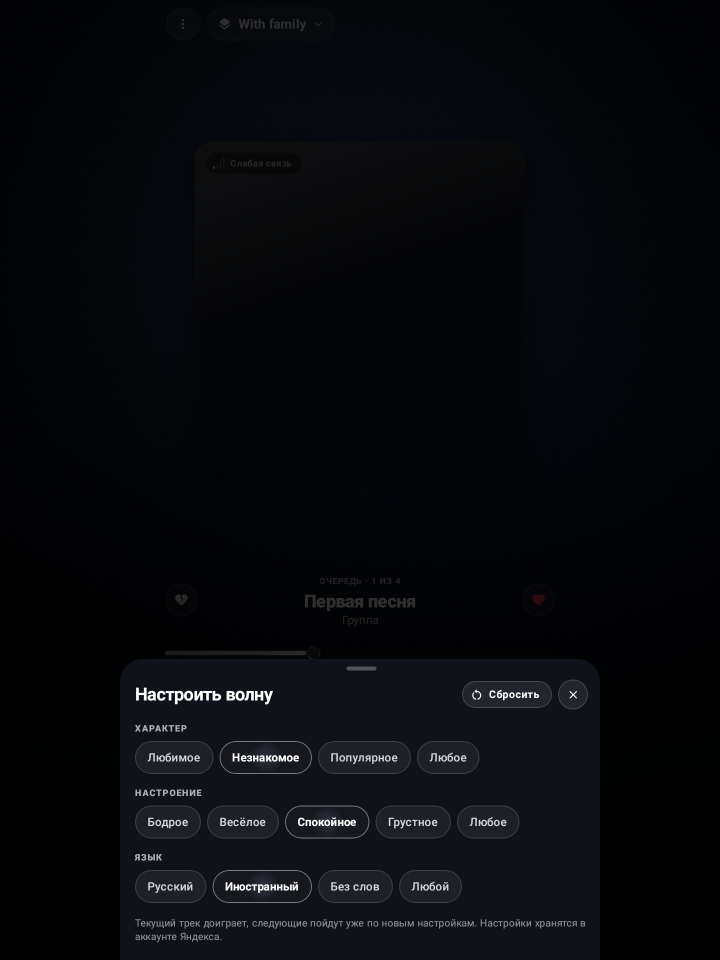 With family
Слабая связь
ОЧЕРЕДЬ · 1 ИЗ 4
Первая песня
Группа
Настроить волну
Сбросить
ХАРАКТЕР
Любимое Незнакомое Популярное Любое
НАСТРОЕНИЕ
Бодрое Весёлое Спокойное Грустное Любое
ЯЗЫК
Русский Иностранный Без слов Любой
Текущий трек доиграет, следующие пойдут уже по новым настройкам. Настройки хранятся в
аккаунте Яндекса.